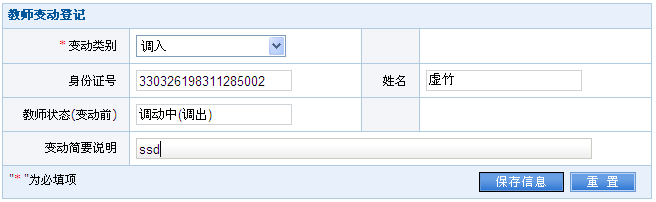 教师变动登记
* 变动类别 调入
身份证号 330326198311285002 姓名 虚竹
教师状态(变动前) 调动中(调出)
变动简要说明 ssd
"* "为必填项 保存信息 重 置